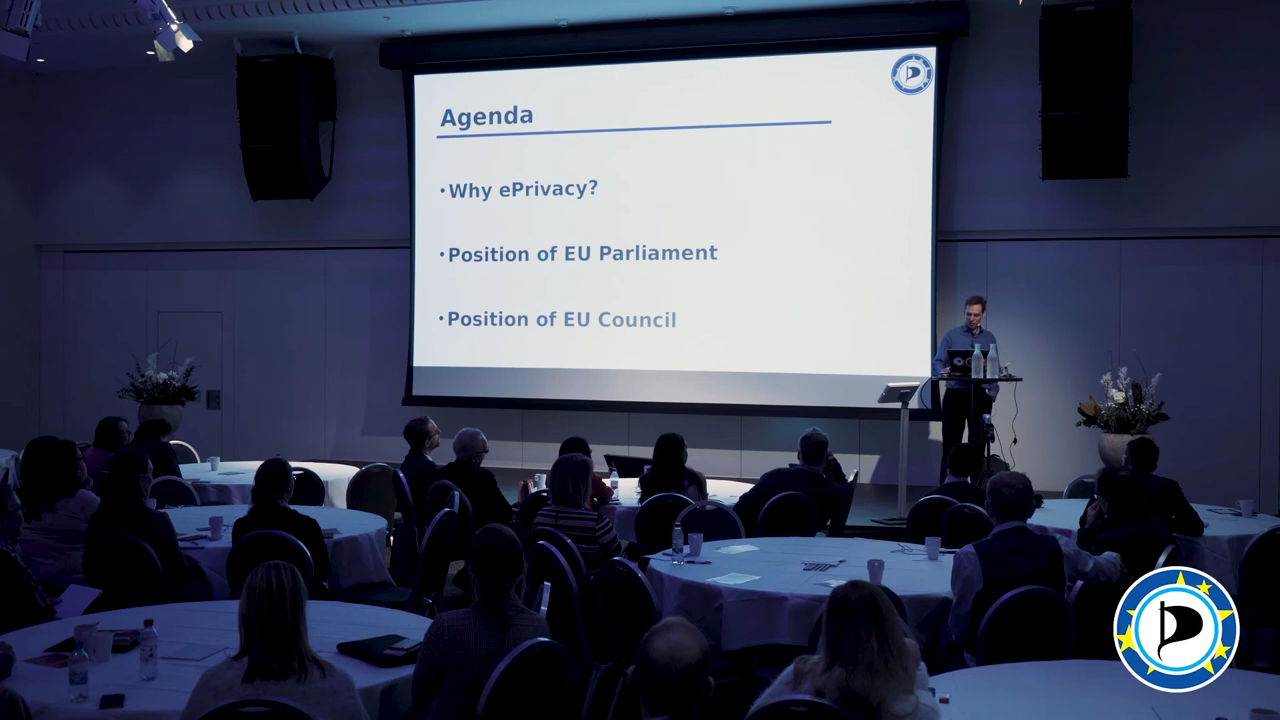 Agenda
• Why ePrivacy?
• Position of EU Parliament
• Position of EU Council